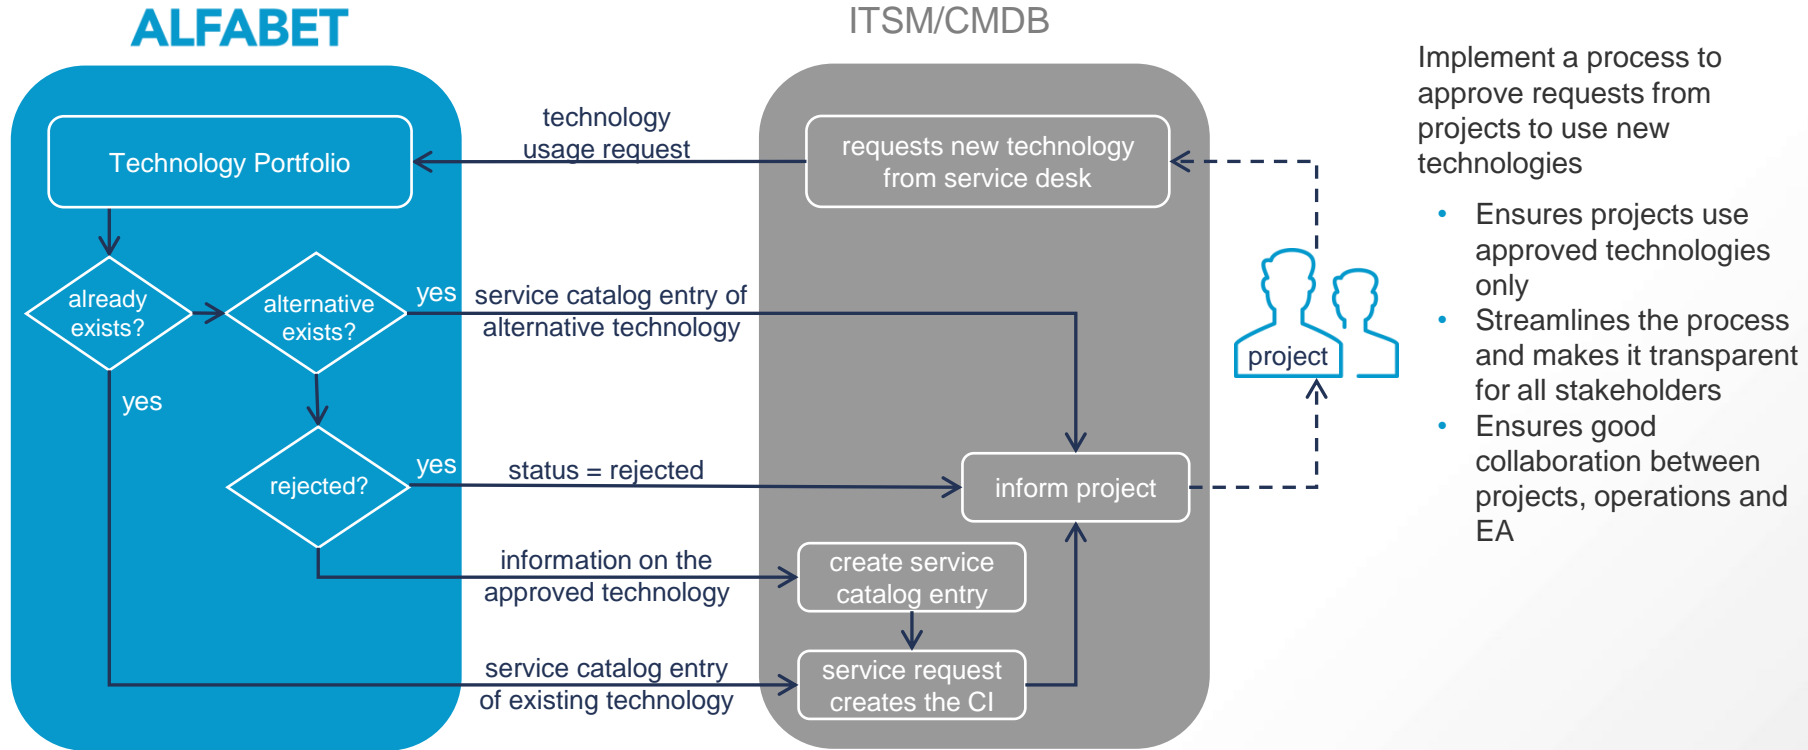 ALFABET
ITSM/CMDB
technology
usage request
Technology Portfolio
requests new technology
from service desk
already
exists?
alternative
exists?
yes
service catalog entry of
alternative technology
yes
rejected?
yes
status = rejected
inform project
project
information on the
approved technology
create service
catalog entry
service catalog entry
of existing technology
service request
creates the CI
Implement a process to
approve requests from
projects to use new
technologies
• Ensures projects use
approved technologies
only
• Streamlines the process
and makes it transparent
for all stakeholders
• Ensures good
collaboration between
projects, operations and
EA